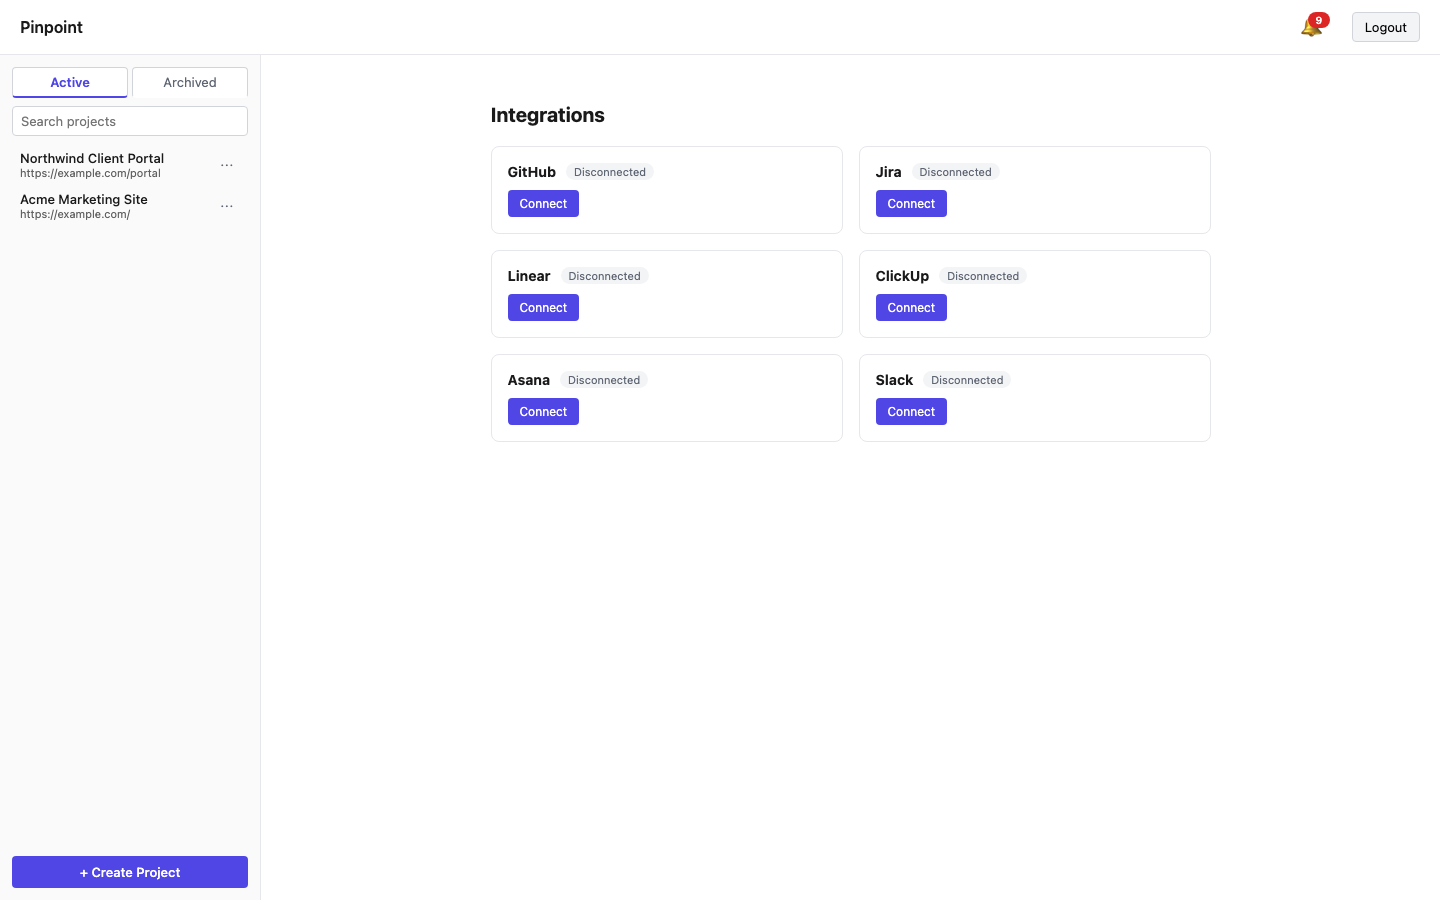 Pinpoint
9
Logout
Active
Archived
Search projects
Northwind Client Portal
https://example.com/portal
...
Acme Marketing Site
https://example.com/
...
+ Create Project
Integrations
GitHub Disconnected
Connect
Jira Disconnected
Connect
Linear Disconnected
Connect
ClickUp Disconnected
Connect
Asana Disconnected
Connect
Slack Disconnected
Connect